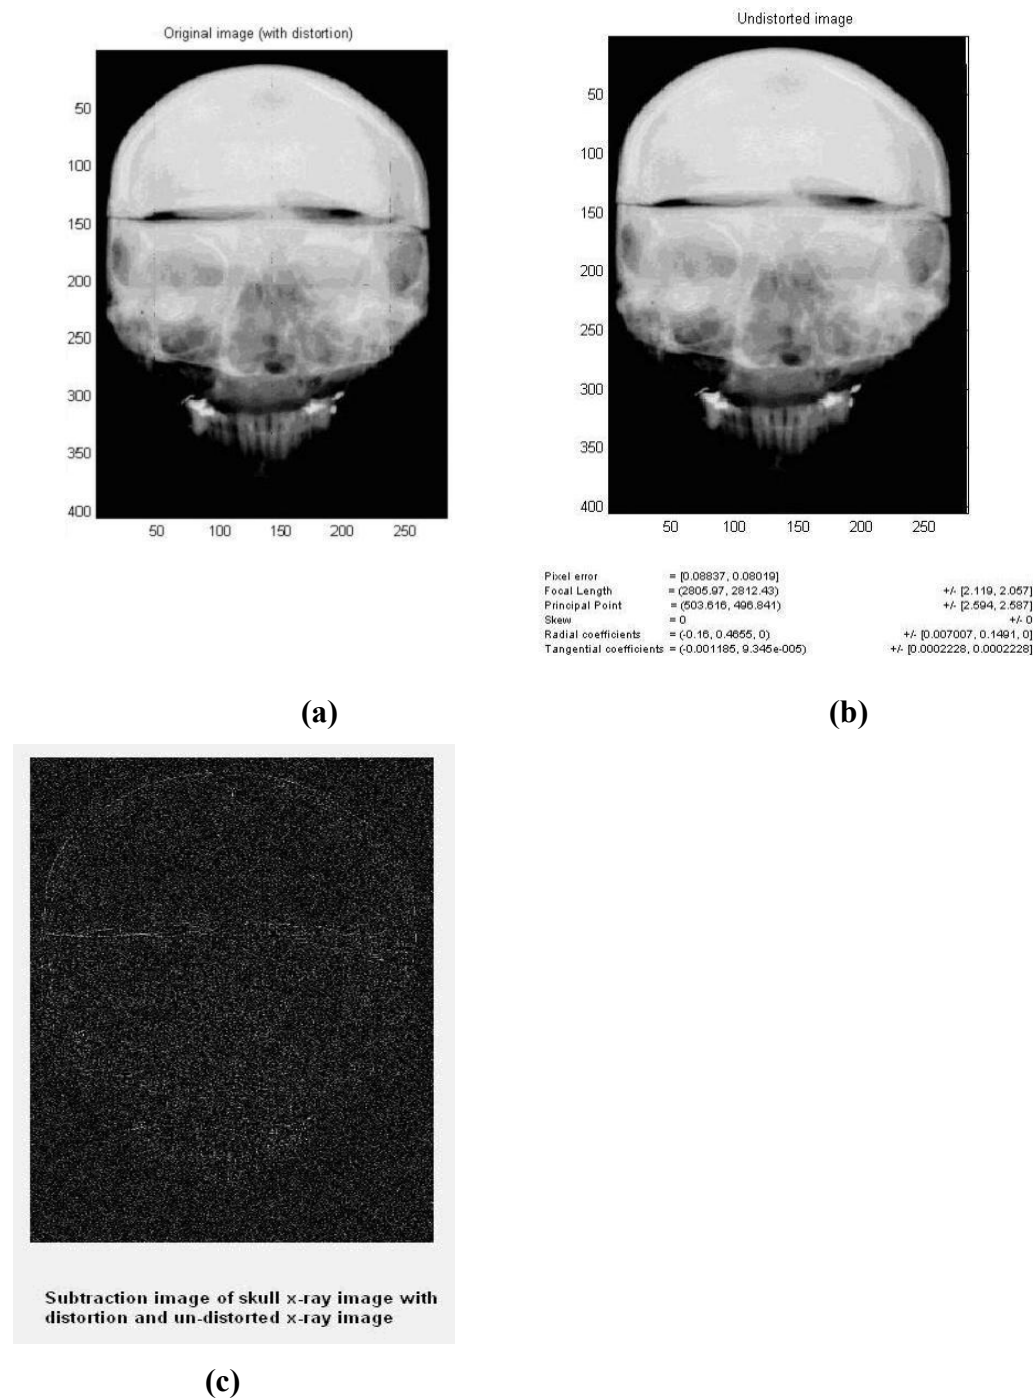 Original image (with distortion)
50
100
150
200
250
300
350
400
50 100 150 200 250
Undistorted image
50
100
150
200
250
300
350
400
50 100 150 200 250
Pixel error = [0.08837, 0.08019]
Focal Length = (2805.97, 2812.43) +/- [2.119, 2.057]
Principal Point = (503.616, 496.841) +/- [2.594, 2.587]
Skew = 0 +/- 0
Radial coefficients = (-0.16, 0.4655, 0) +/- [0.007007, 0.1491, 0]
Tangential coefficients = (-0.001185, 9.345e-005) +/- [0.0002228, 0.0002228]
(a) (b)
Subtraction image of skull x-ray image with
distortion and un-distorted x-ray image
(c)